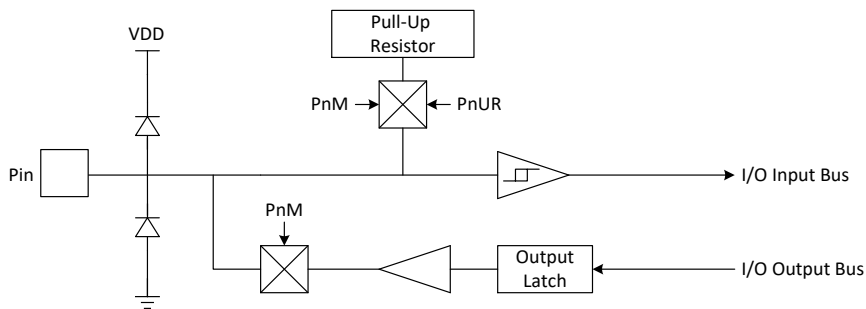 Pull-Up
Resistor
VDD
PnM
PnUR
Pin
I/O Input Bus
PnM
Output
Latch
I/O Output Bus